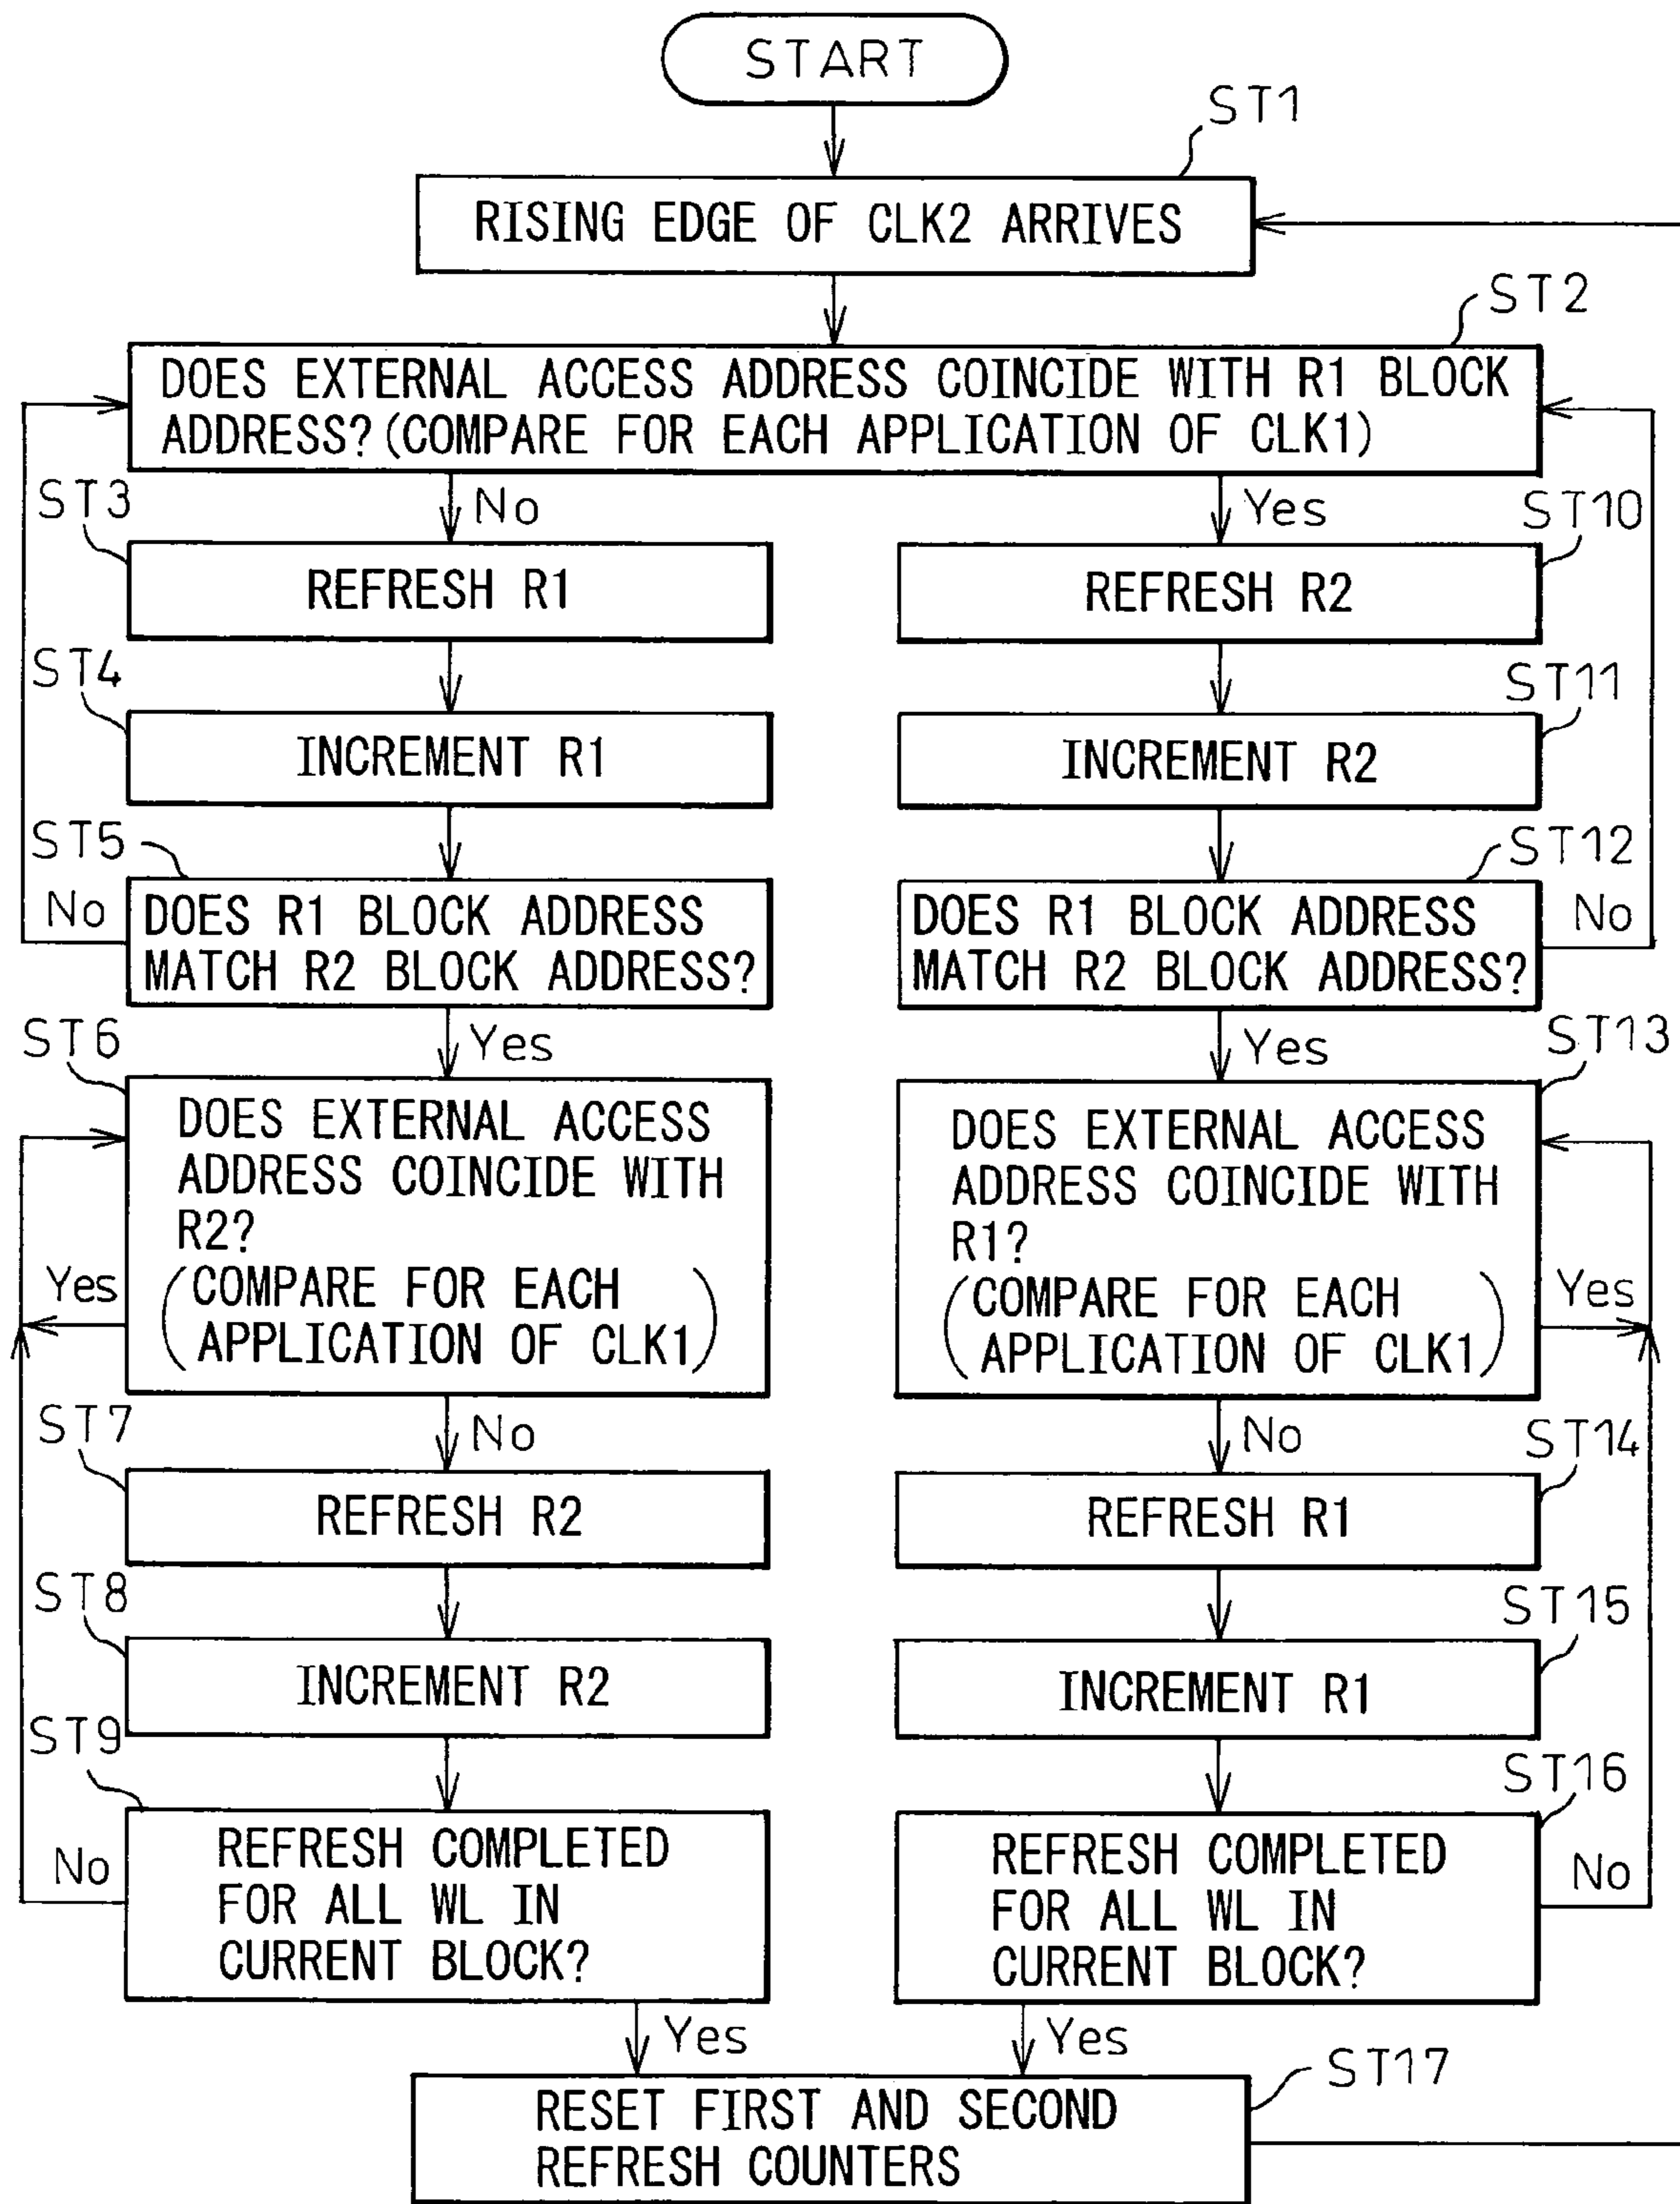 START
ST1
RISING EDGE OF CLK2 ARRIVES
ST2
DOES EXTERNAL ACCESS ADDRESS COINCIDE WITH R1 BLOCK
ADDRESS?(COMPARE FOR EACH APPLICATION OF CLK1)
ST3
No
Yes
ST10
REFRESH R1
REFRESH R2
ST4
ST11
INCREMENT R1
INCREMENT R2
ST5
ST12
No
DOES R1 BLOCK ADDRESS
MATCH R2 BLOCK ADDRESS?
DOES R1 BLOCK ADDRESS
MATCH R2 BLOCK ADDRESS?
No
ST6
Yes
Yes
ST13
DOES EXTERNAL ACCESS
ADDRESS COINCIDE WITH
R2?
(COMPARE FOR EACH
APPLICATION OF CLK1)
Yes
DOES EXTERNAL ACCESS
ADDRESS COINCIDE WITH
R1?
(COMPARE FOR EACH
APPLICATION OF CLK1)
Yes
ST7
No
No
ST14
REFRESH R2
REFRESH R1
ST8
ST15
INCREMENT R2
INCREMENT R1
ST9
ST16
No
REFRESH COMPLETED
FOR ALL WL IN
CURRENT BLOCK?
REFRESH COMPLETED
FOR ALL WL IN
CURRENT BLOCK?
No
Yes
Yes
ST17
RESET FIRST AND SECOND
REFRESH COUNTERS